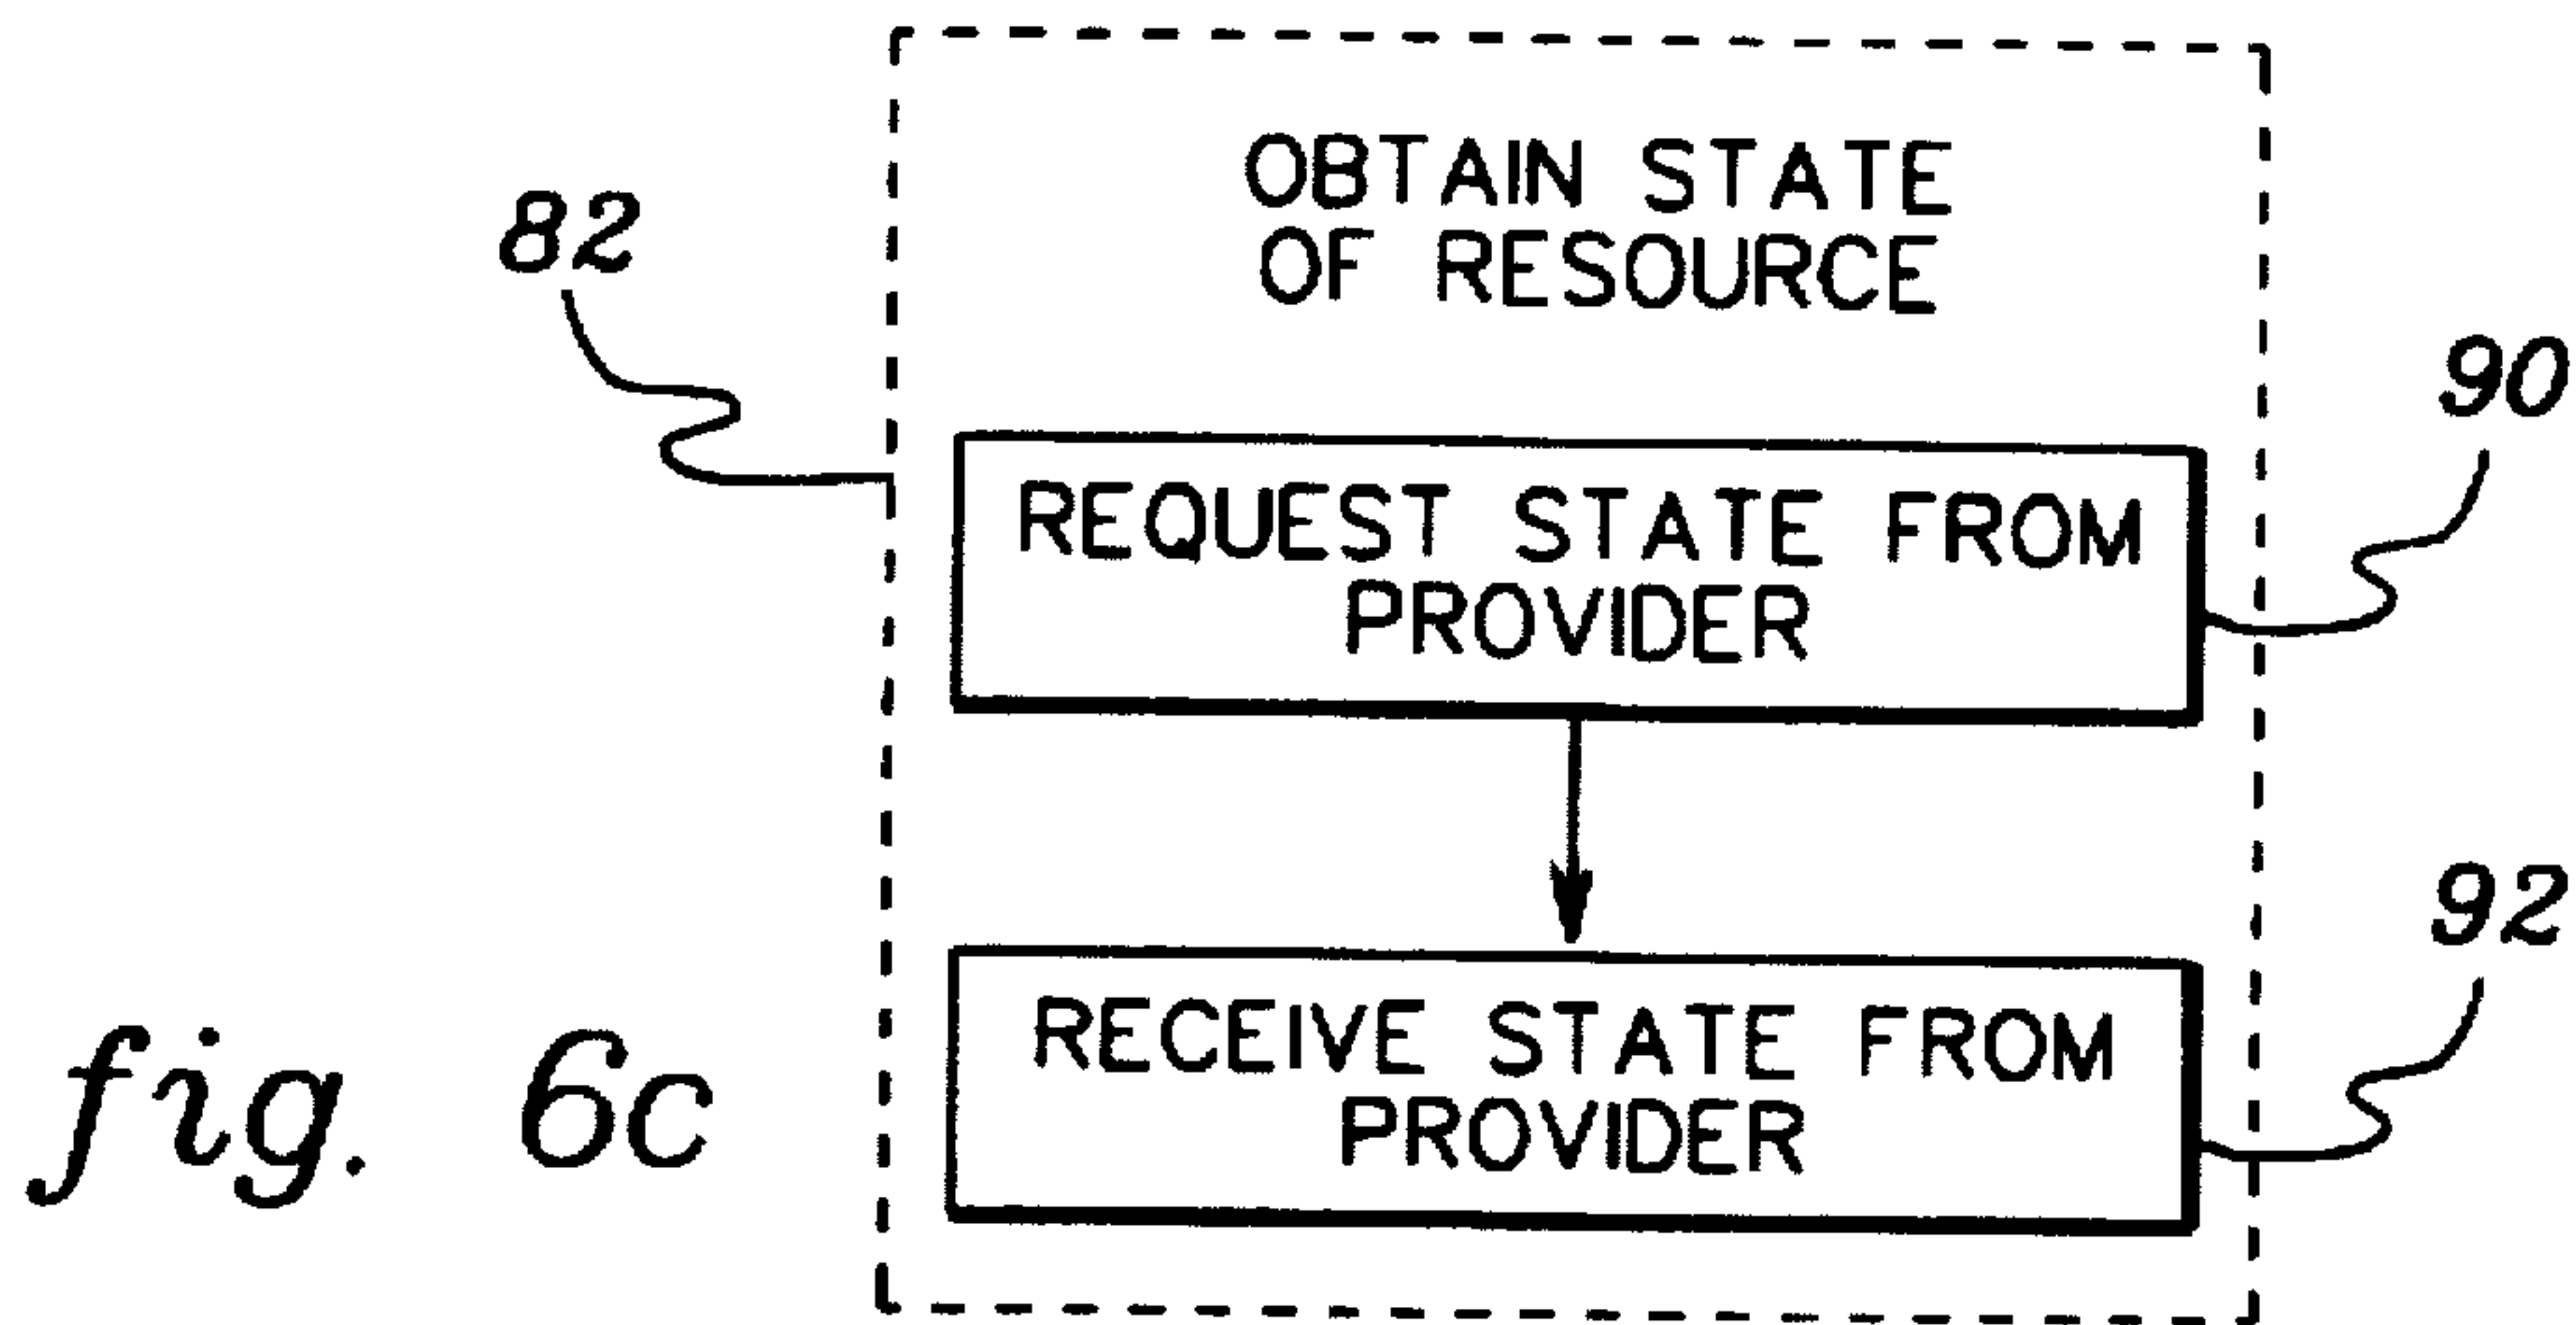 OBTAIN STATE
OF RESOURCE
82
90
REQUEST STATE FROM
PROVIDER
92
RECEIVE STATE FROM
PROVIDER
fig. 6c